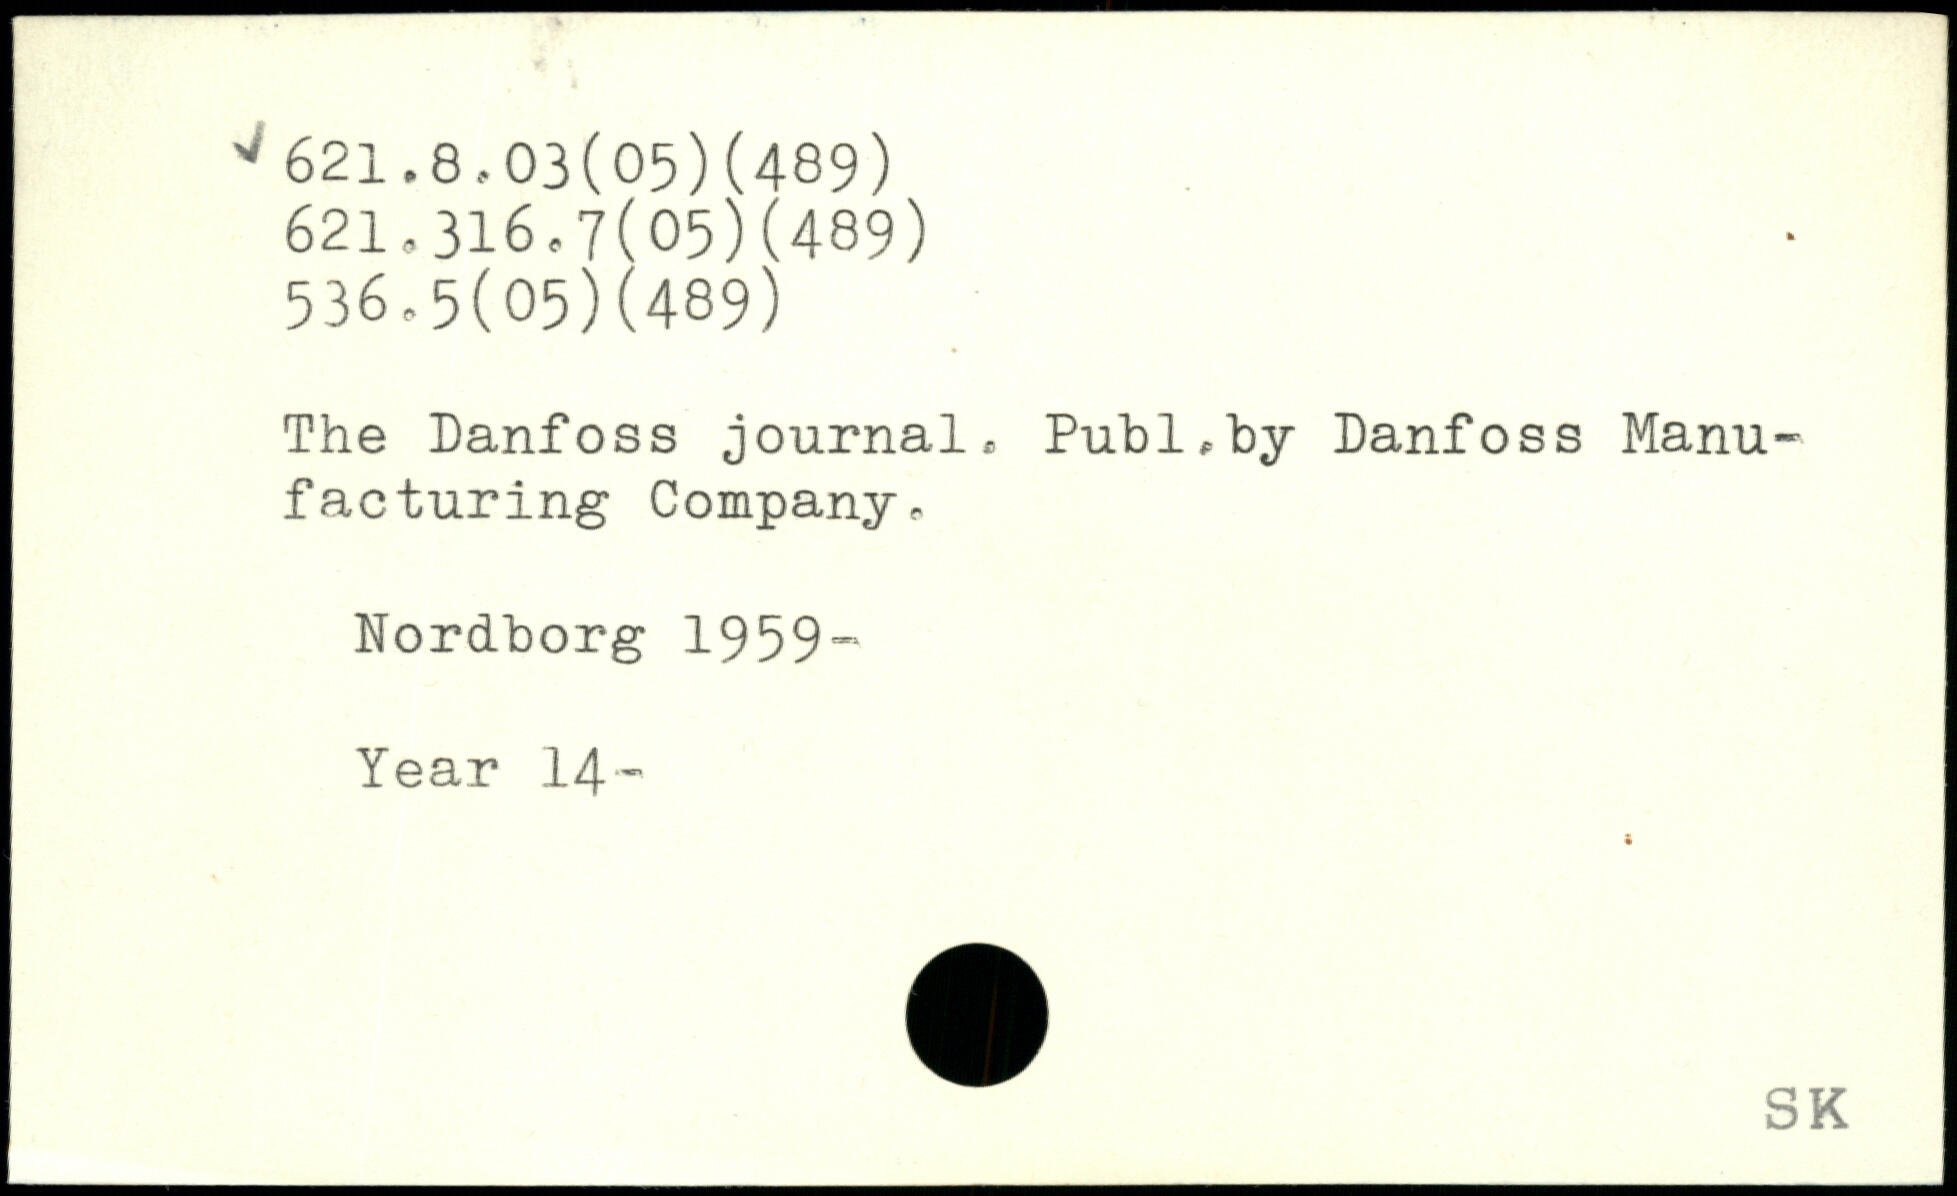 ✓ 621.8.03(05)(489)
621.316.7(05)(489)
536.5(05)(489)
The Danfoss journal. Publ.by Danfoss Manu-
facturing Company.
Nordborg 1959-
Year 14-
SK